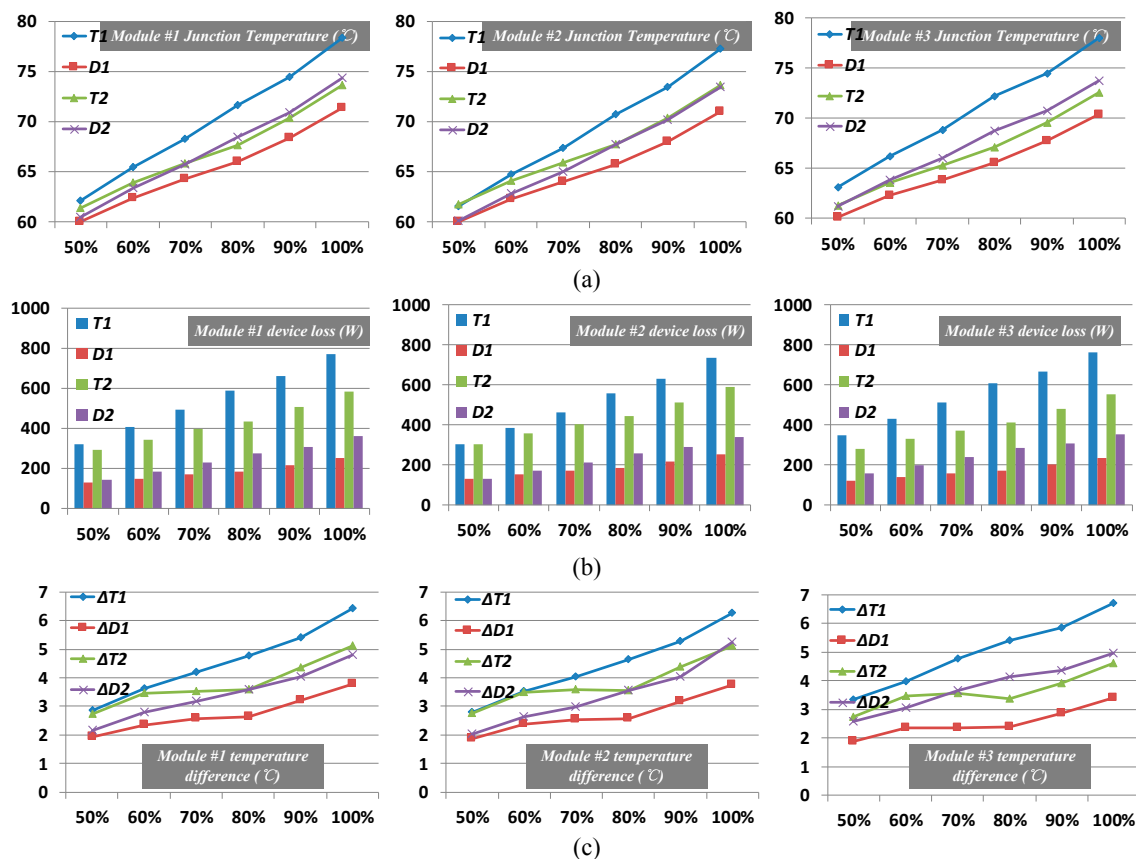 80
75
70
65
60
T1
D1
T2
D2
Module #1 Junction Temperature (℃)
50% 60% 70% 80% 90% 100%
80
75
70
65
60
T1
D1
T2
D2
Module #2 Junction Temperature (℃)
50% 60% 70% 80% 90% 100%
80
75
70
65
60
T1
D1
T2
D2
Module #3 Junction Temperature (℃)
50% 60% 70% 80% 90% 100%
(a)
1000
800
600
400
200
0
T1
D1
T2
D2
Module #1 device loss (W)
50% 60% 70% 80% 90% 100%
1000
800
600
400
200
0
T1
D1
T2
D2
Module #2 device loss (W)
50% 60% 70% 80% 90% 100%
1000
800
600
400
200
0
T1
D1
T2
D2
Module #3 device loss (W)
50% 60% 70% 80% 90% 100%
(b)
7
6
5
4
3
2
1
0
ΔT1
ΔD1
ΔT2
ΔD2
Module #1 temperature
difference (℃)
50% 60% 70% 80% 90% 100%
7
6
5
4
3
2
1
0
ΔT1
ΔD1
ΔT2
ΔD2
Module #2 temperature
difference (℃)
50% 60% 70% 80% 90% 100%
7
6
5
4
3
2
1
0
ΔT1
ΔD1
ΔT2
ΔD2
Module #3 temperature
difference (℃)
50% 60% 70% 80% 90% 100%
(c)